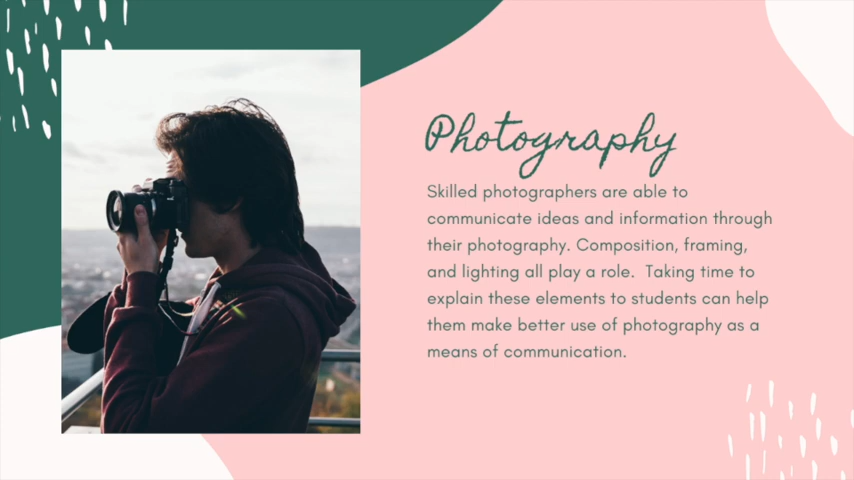 Photography
Skilled photographers are able to
communicate ideas and information through
their photography. Composition, framing,
and lighting all play a role.  Taking time to
explain these elements to students can help
them make better use of photography as a
means of communication.